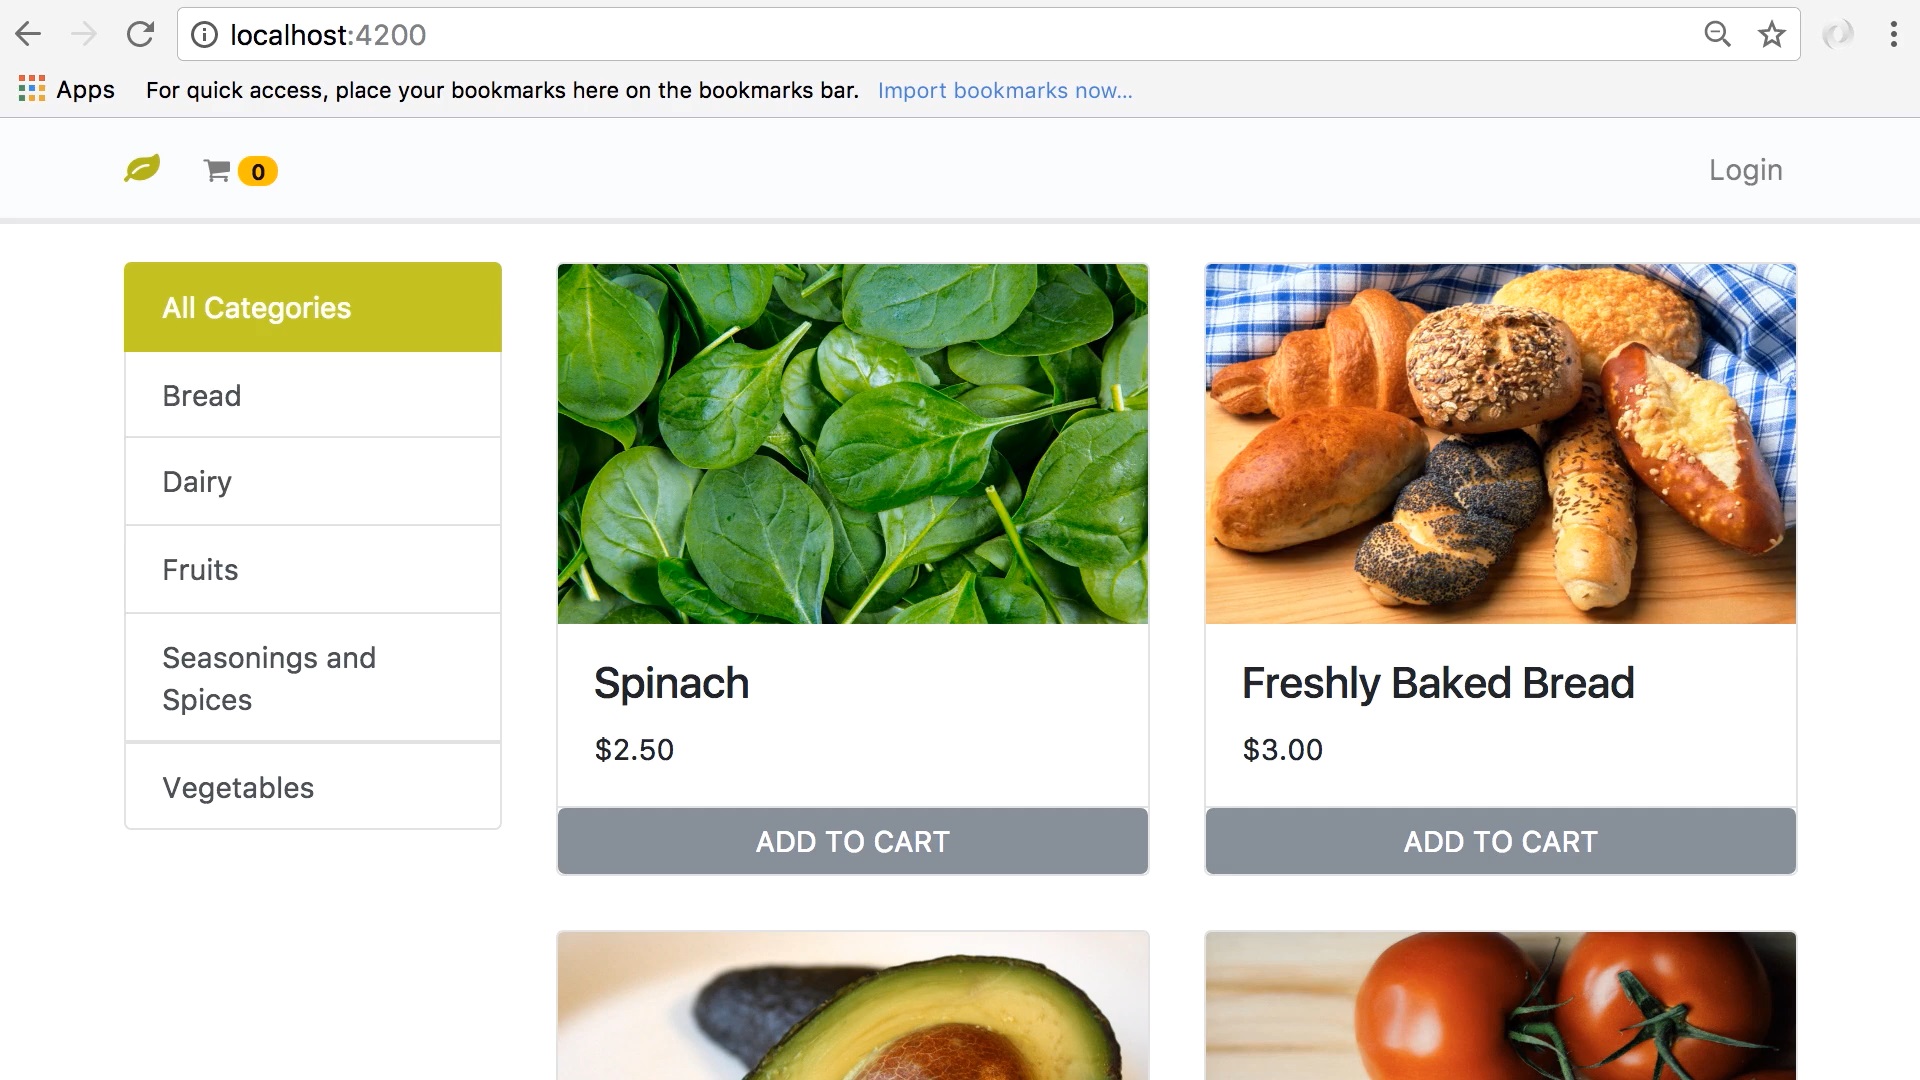 localhost:4200
Apps For quick access, place your bookmarks here on the bookmarks bar. Import bookmarks now...
0 Login
All Categories
Bread
Dairy
Fruits
Seasonings and
Spices
Vegetables
Spinach
$2.50
ADD TO CART
Freshly Baked Bread
$3.00
ADD TO CART